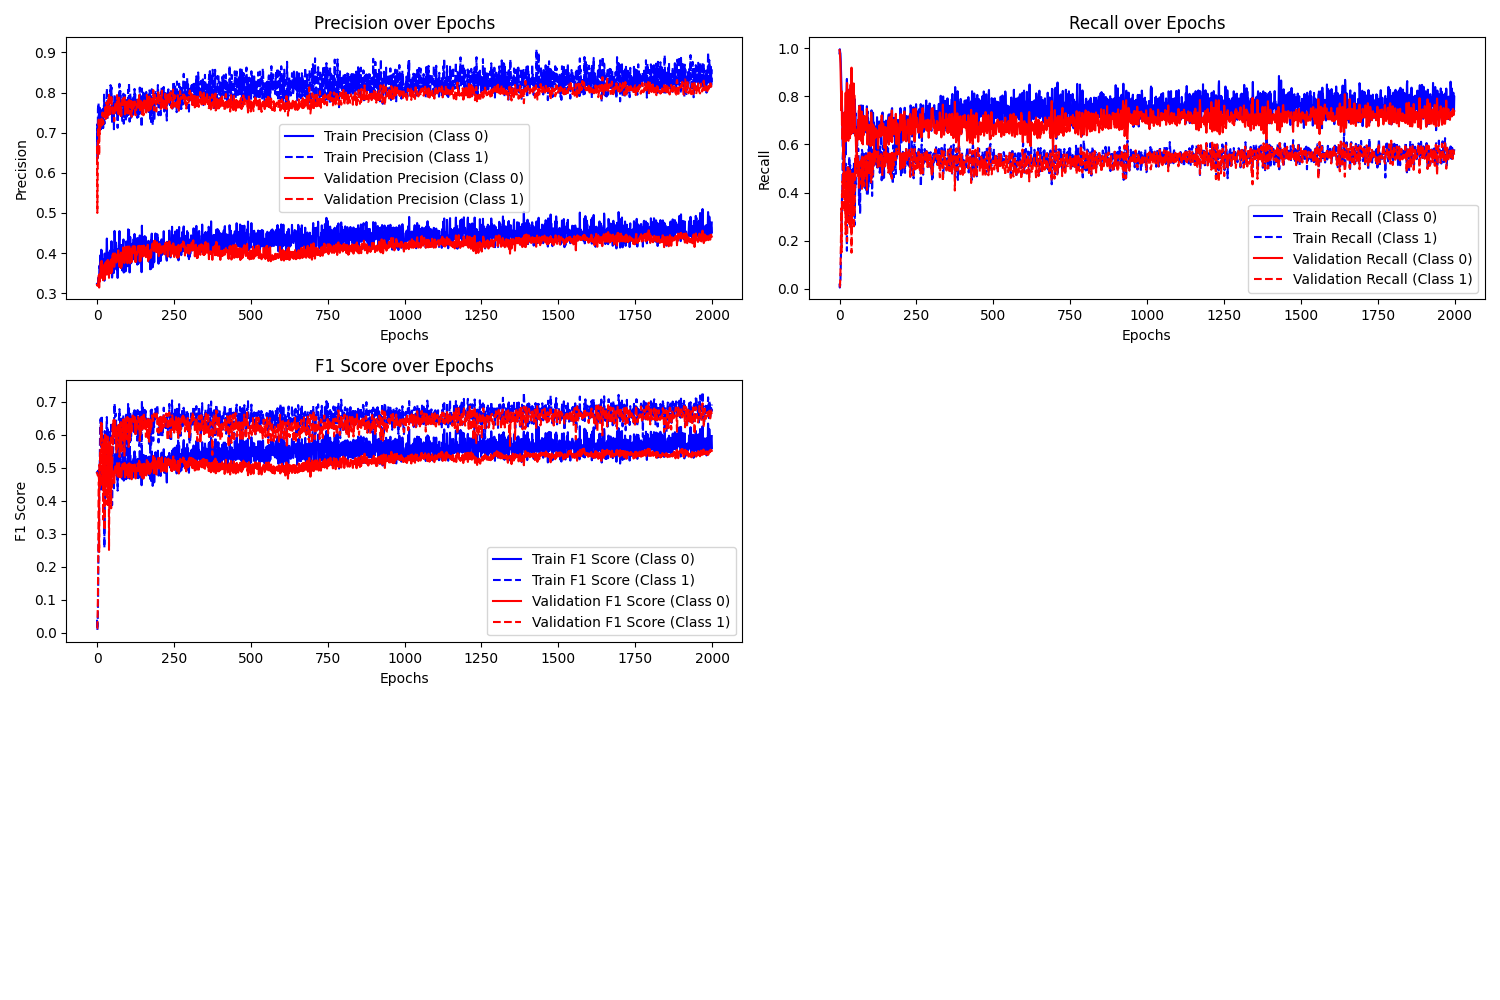 Precision over Epochs
0.9
0.8
0.7
0.6
0.5
0.4
0.3
Precision
Train Precision (Class 0)
Train Precision (Class 1)
Validation Precision (Class 0)
Validation Precision (Class 1)
0 250 500 750 1000 1250 1500 1750 2000
Epochs
Recall over Epochs
1.0
0.8
0.6
0.4
0.2
0.0
Recall
Train Recall (Class 0)
Train Recall (Class 1)
Validation Recall (Class 0)
Validation Recall (Class 1)
0 250 500 750 1000 1250 1500 1750 2000
Epochs
F1 Score over Epochs
0.7
0.6
0.5
0.4
0.3
0.2
0.1
0.0
F1 Score
Train F1 Score (Class 0)
Train F1 Score (Class 1)
Validation F1 Score (Class 0)
Validation F1 Score (Class 1)
0 250 500 750 1000 1250 1500 1750 2000
Epochs